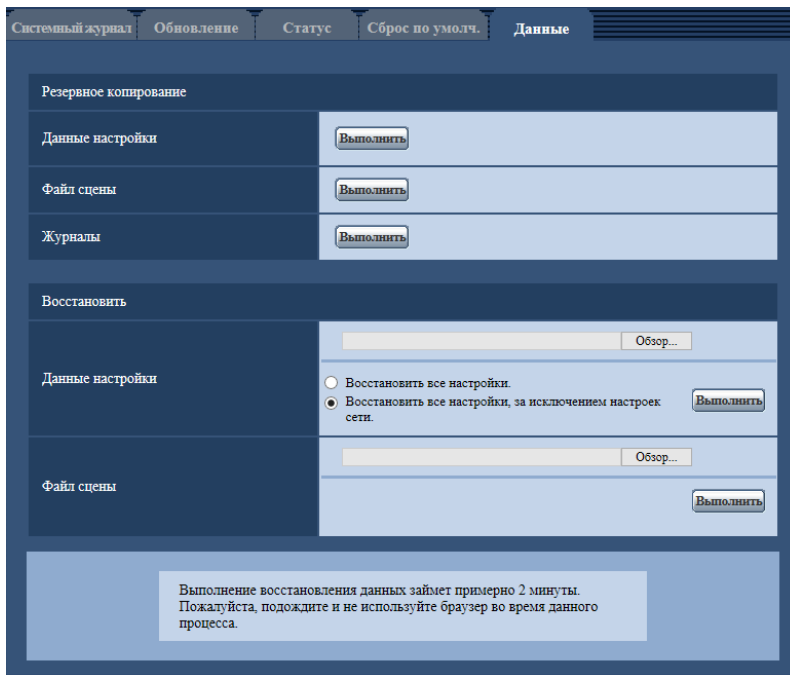 Системный журнал Обновление Статус Сброс по умолч. Данные
Резервное копирование
Данные настройки Выполнить
Файл сцены Выполнить
Журналы Выполнить
Восстановить
Обзор...
Данные настройки
Восстановить все настройки.
Восстановить все настройки, за исключением настроек
сети.
Выполнить
Обзор...
Файл сцены
Выполнить
Выполнение восстановления данных займет примерно 2 минуты.
Пожалуйста, подождите и не используйте браузер во время данного
процесса.